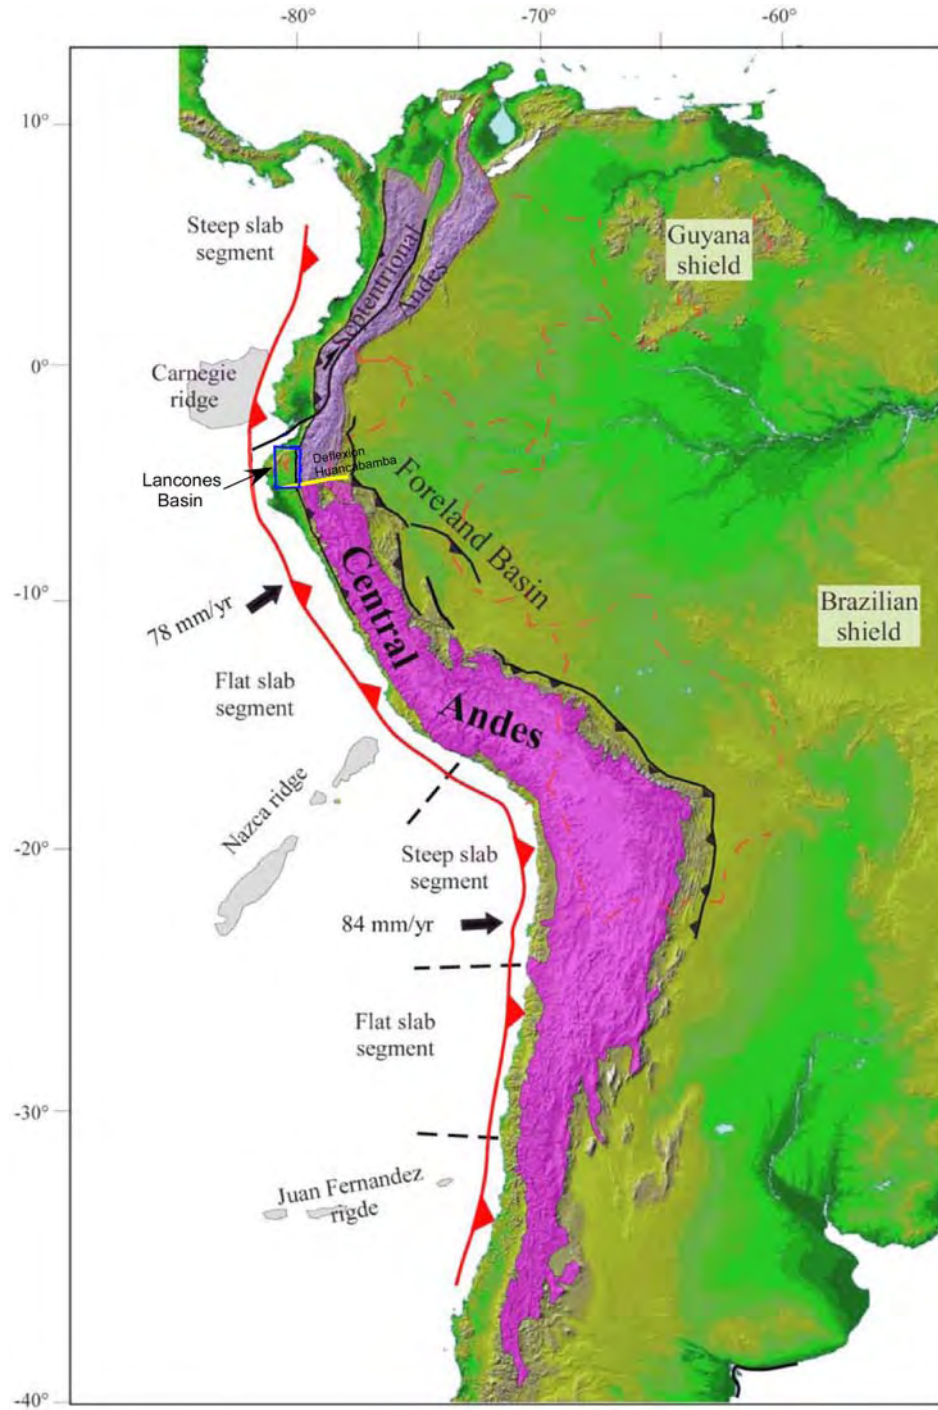 -80°
-70°
-60°
10°
0°
-10°
-20°
-30°
-40°
Steep slab
segment
Guyana
shield
Septentrional
Andes
Carnegie
ridge
Deflexion
Huancabamba
Lancones
Basin
Foreland Basin
Central
Andes
78 mm/yr
Brazilian
shield
Flat slab
segment
Nazca ridge
Steep slab
segment
84 mm/yr
Flat slab
segment
Juan Fernandez
rigde